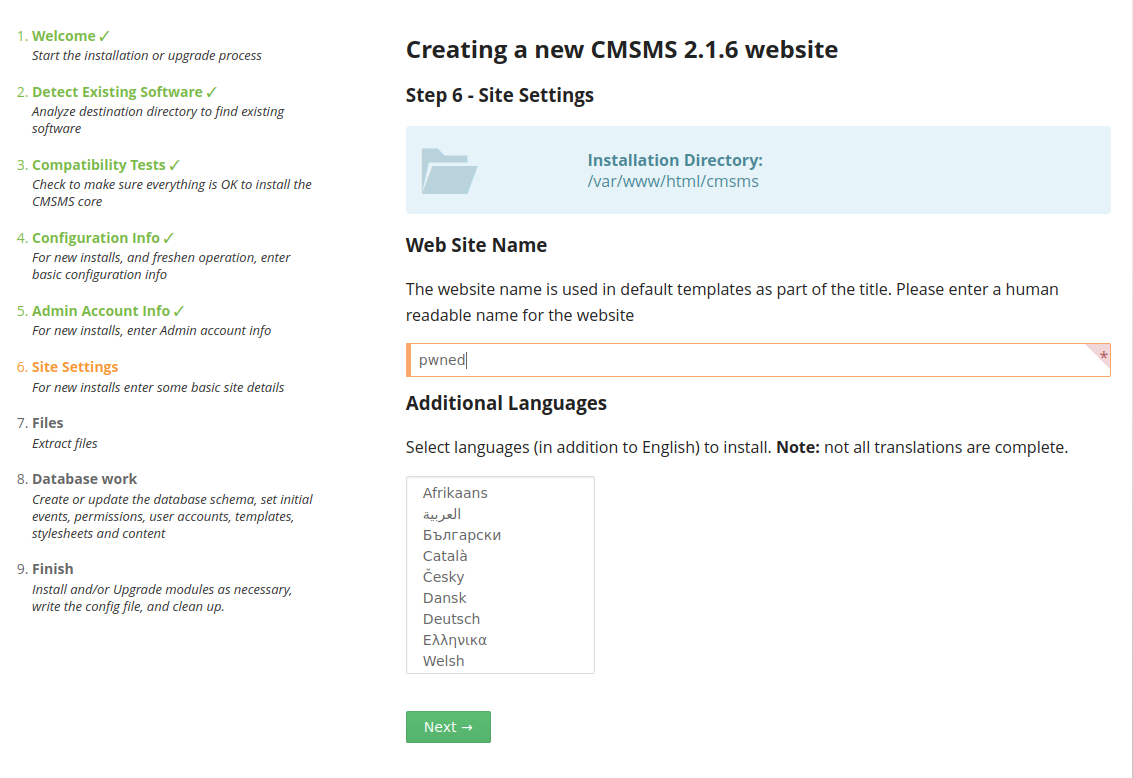 1. Welcome ✓
Start the installation or upgrade process
2. Detect Existing Software ✓
Analyze destination directory to find existing
software
3. Compatibility Tests ✓
Check to make sure everything is OK to install the
CMSMS core
4. Configuration Info ✓
For new installs, and freshen operation, enter
basic configuration info
5. Admin Account Info ✓
For new installs, enter Admin account info
6. Site Settings
For new installs enter some basic site details
7. Files
Extract files
8. Database work
Create or update the database schema, set initial
events, permissions, user accounts, templates,
stylesheets and content
9. Finish
Install and/or Upgrade modules as necessary,
write the config file, and clean up.
Creating a new CMSMS 2.1.6 website
Step 6 - Site Settings
Installation Directory:
/var/www/html/cmsms
Web Site Name
The website name is used in default templates as part of the title. Please enter a human
readable name for the website
pwned
*
Additional Languages
Select languages (in addition to English) to install. Note: not all translations are complete.
Afrikaans
العربية
Български
Català
Česky
Dansk
Deutsch
Ελληνικα
Welsh
Next →